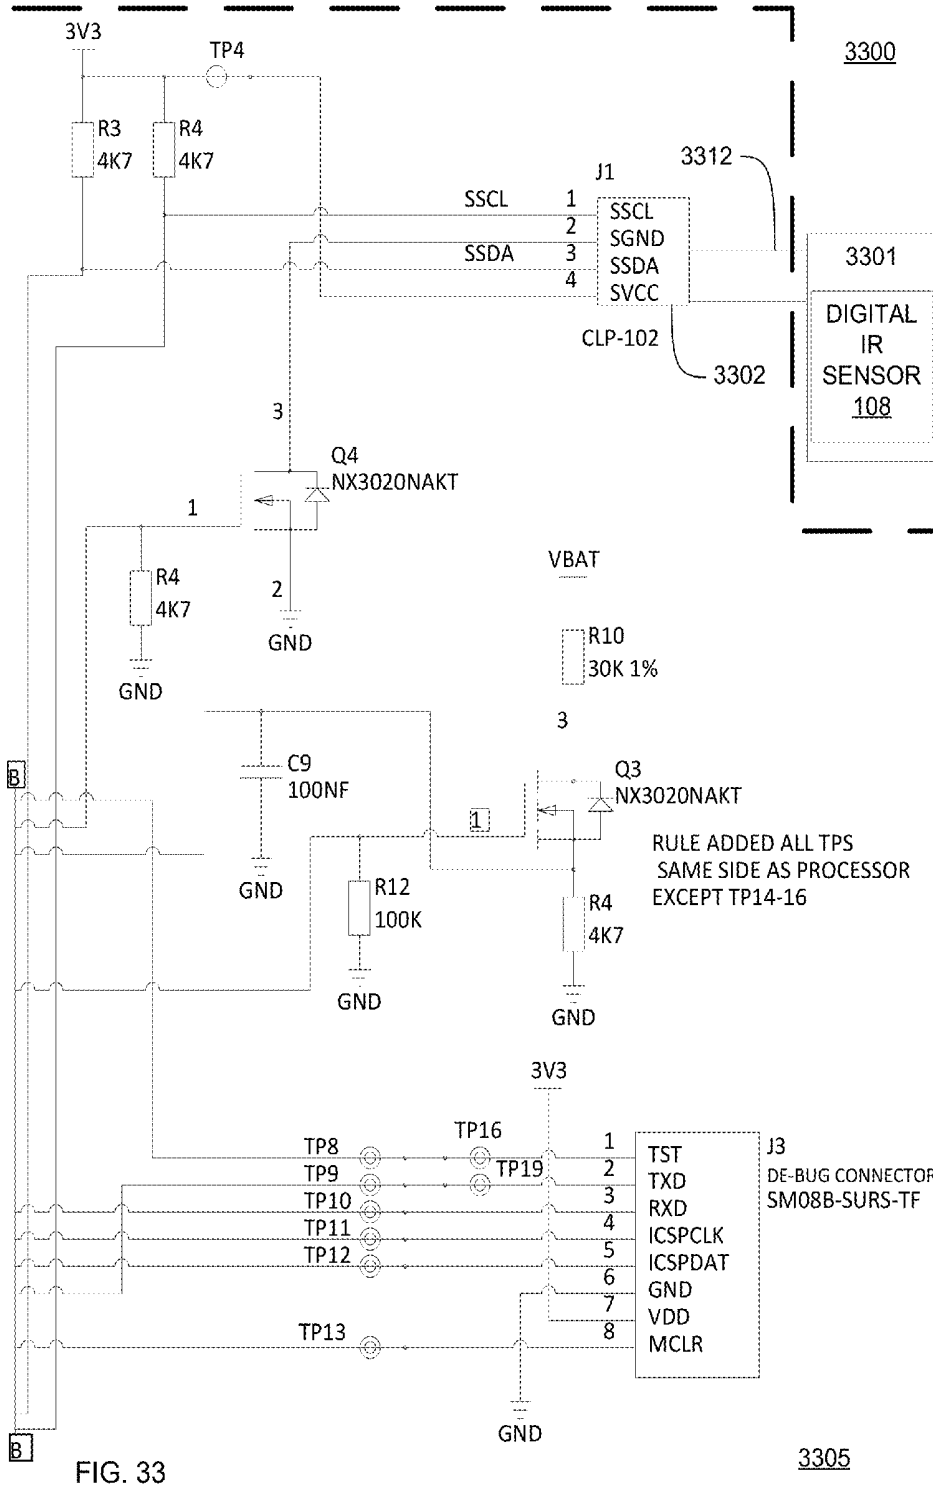 3V3
TP4
3300
R3
4K7
R4
4K7
3312
J1
SSCL
1
SSCL
2
SGND
SSDA
3
SSDA
4
SVCC
3301
DIGITAL
IR
SENSOR
108
CLP-102
3302
3
Q4
NX3020NAKT
1
2
R4
4K7
GND
GND
VBAT
R10
30K 1%
3
C9
100NF
Q3
NX3020NAKT
B
1
GND
RULE ADDED ALL TPS
SAME SIDE AS PROCESSOR
EXCEPT TP14-16
R12
100K
R4
4K7
GND
GND
3V3
TP8
TP16
1
TST
J3
TP9
TP19
2
TXD
DE-BUG CONNECTOR
TP10
3
RXD
SM08B-SURS-TF
TP11
4
ICSPCLK
TP12
5
ICSPDAT
6
GND
7
VDD
TP13
8
MCLR
GND
B
FIG. 33
3305